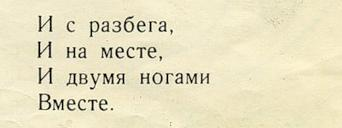 И с разбега,
И на месте,
И двумя ногами
Вместе.